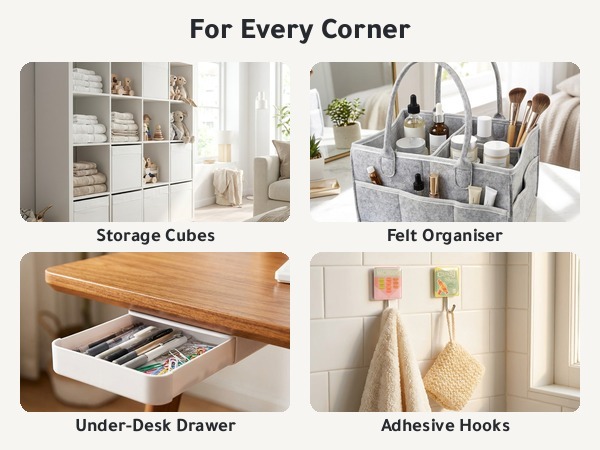 For Every Corner
Storage Cubes
Felt Organiser
Under-Desk Drawer
Adhesive Hooks